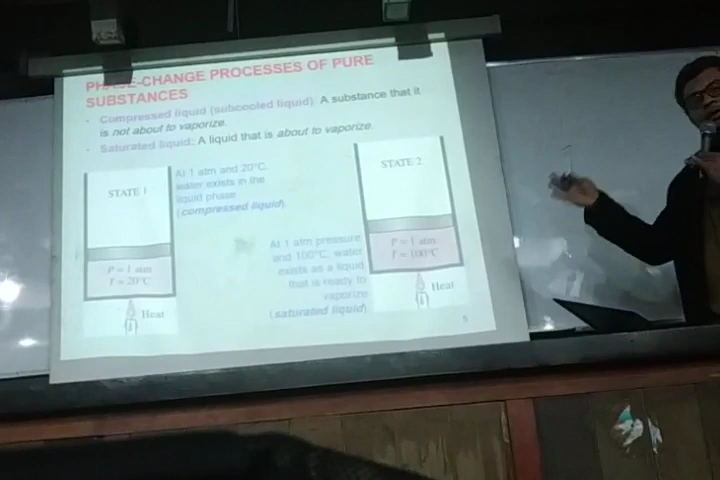 PHASE-CHANGE PROCESSES OF PURE
SUBSTANCES
• Compressed liquid (subcooled liquid): A substance that it
is not about to vaporize.
• Saturated liquid: A liquid that is about to vaporize.
STATE 1
At 1 atm and 20°C,
water exists in the
liquid phase
(compressed liquid).
P = 1 atm
T = 20°C
Heat
STATE 2
At 1 atm pressure
and 100°C, water
exists as a liquid
that is ready to
vaporize
(saturated liquid).
P = 1 atm
T = 100°C
Heat
5